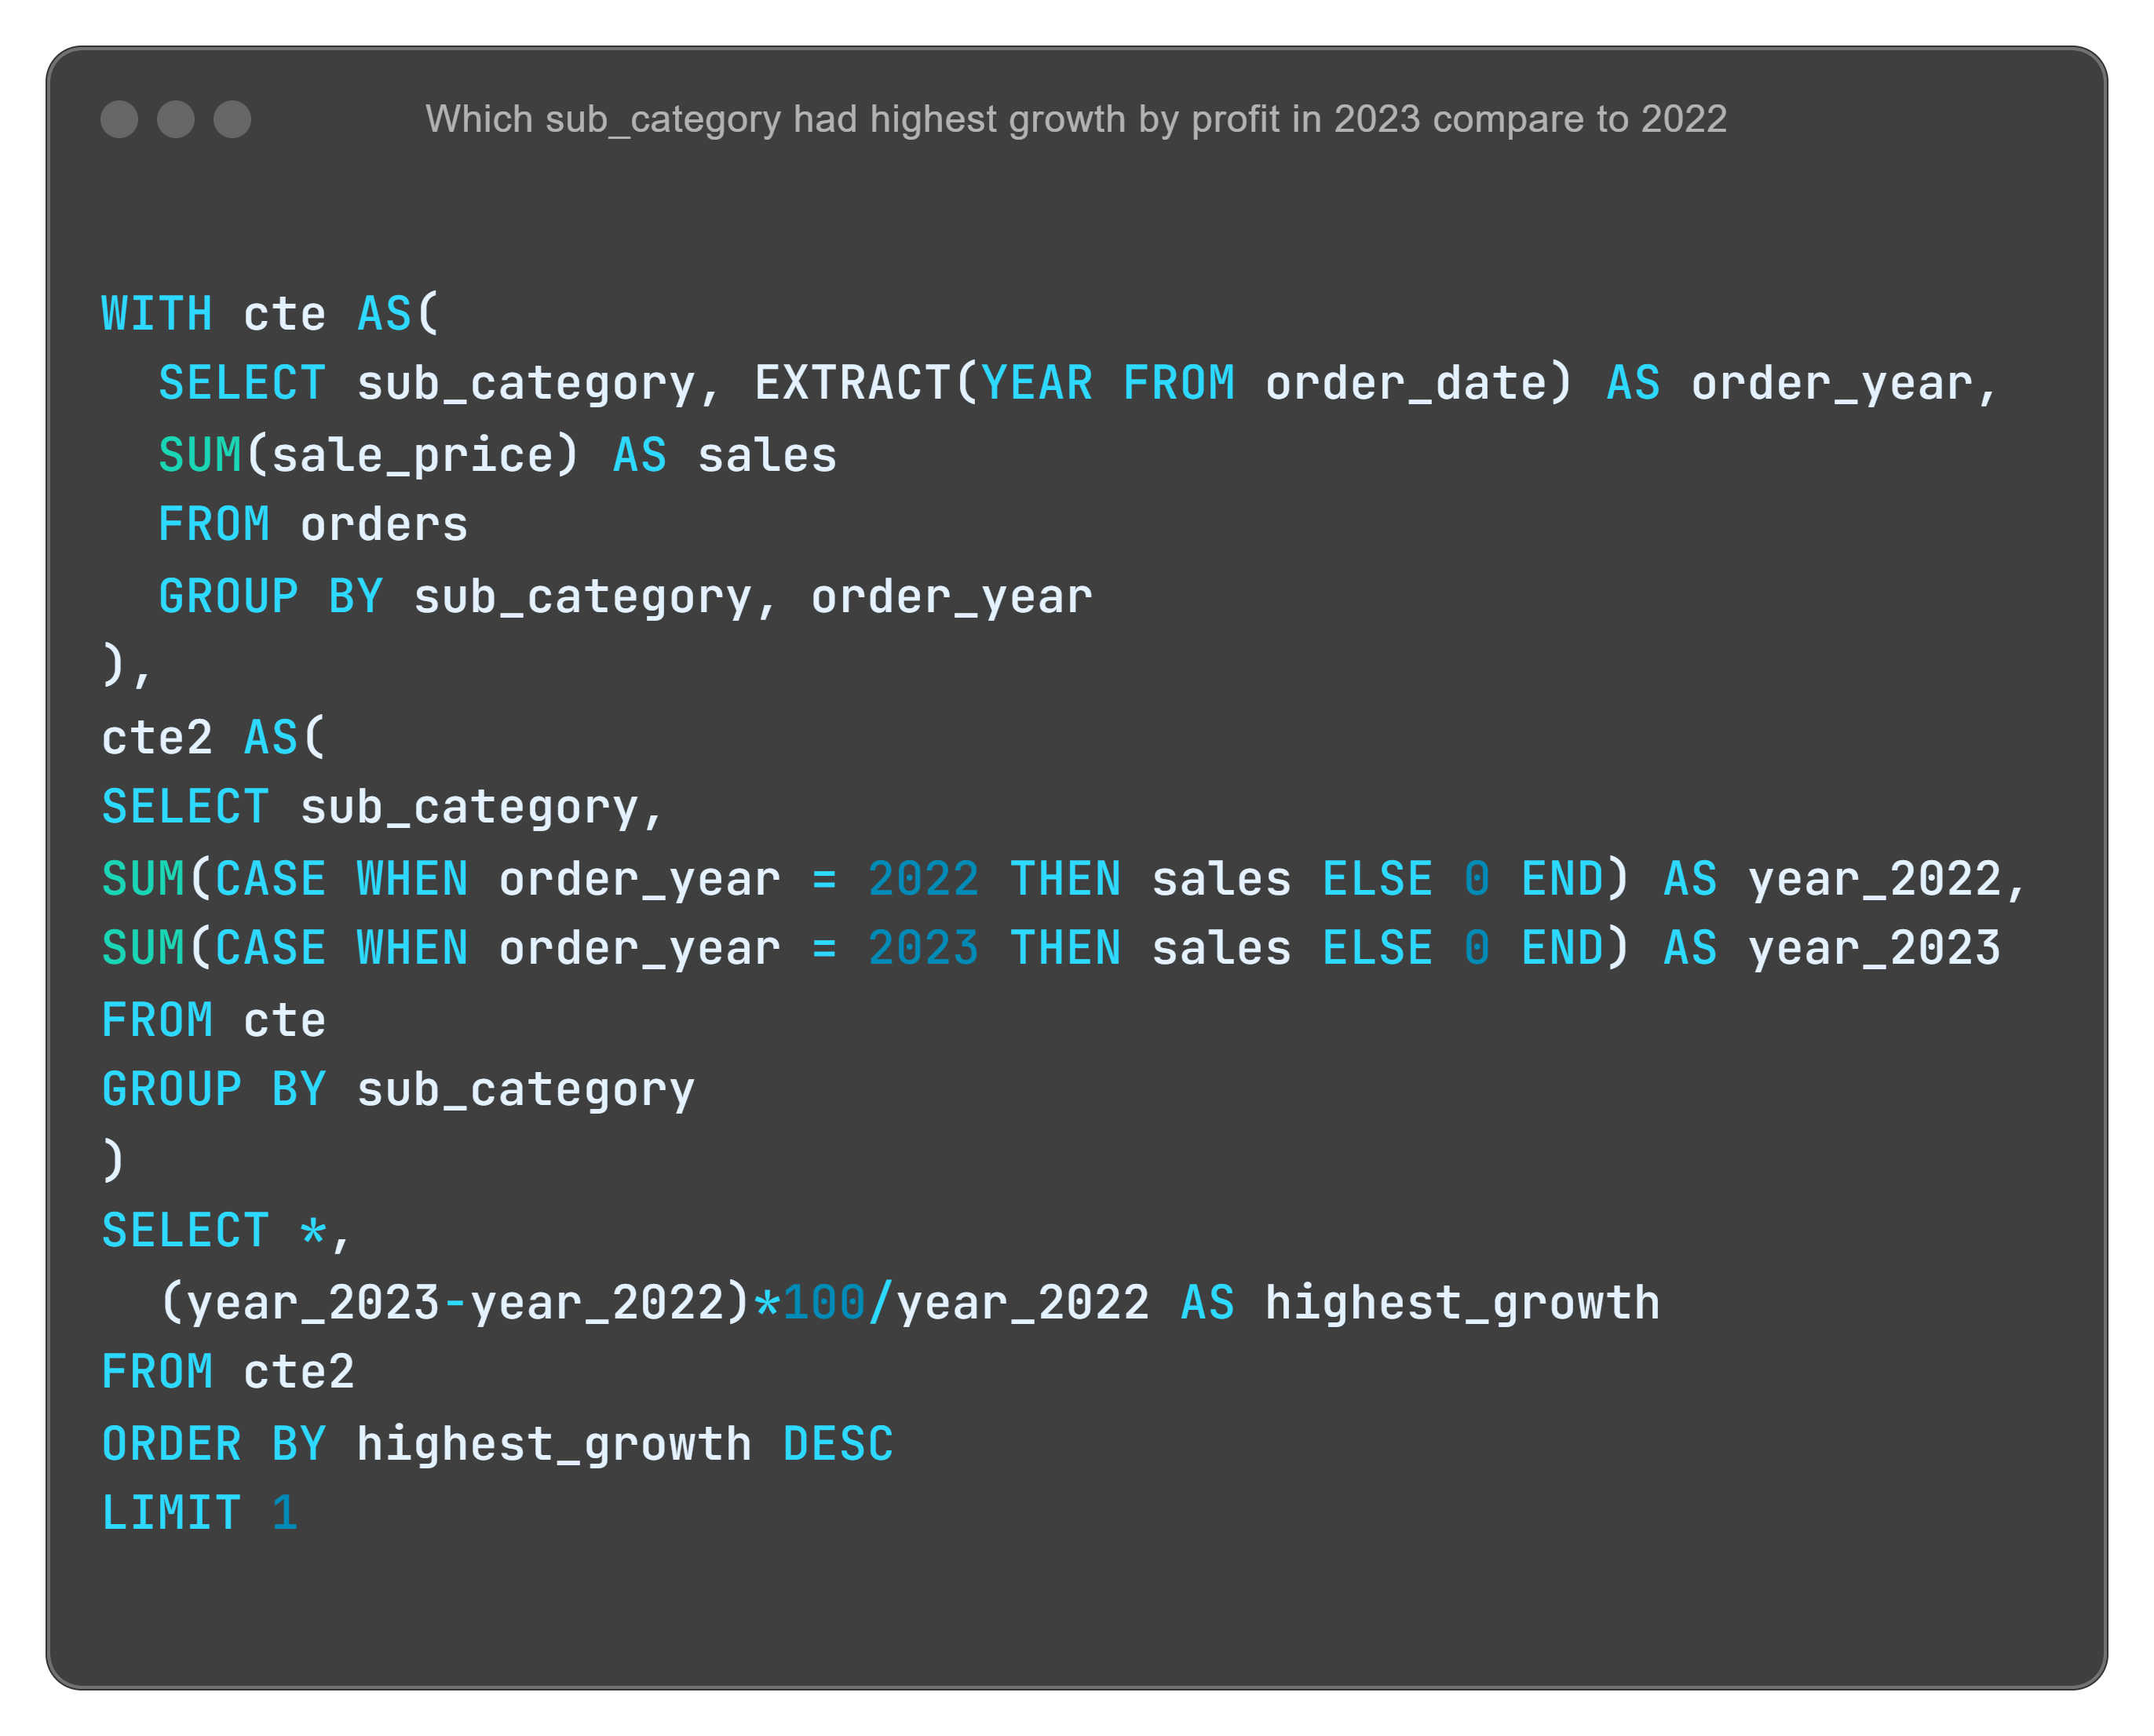 Which sub_category had highest growth by profit in 2023 compare to 2022
WITH cte AS(
  SELECT sub_category, EXTRACT(YEAR FROM order_date) AS order_year,
  SUM(sale_price) AS sales
  FROM orders
  GROUP BY sub_category, order_year
),
cte2 AS(
SELECT sub_category,
SUM(CASE WHEN order_year = 2022 THEN sales ELSE 0 END) AS year_2022,
SUM(CASE WHEN order_year = 2023 THEN sales ELSE 0 END) AS year_2023
FROM cte
GROUP BY sub_category
)
SELECT *,
  (year_2023-year_2022)*100/year_2022 AS highest_growth
FROM cte2
ORDER BY highest_growth DESC
LIMIT 1